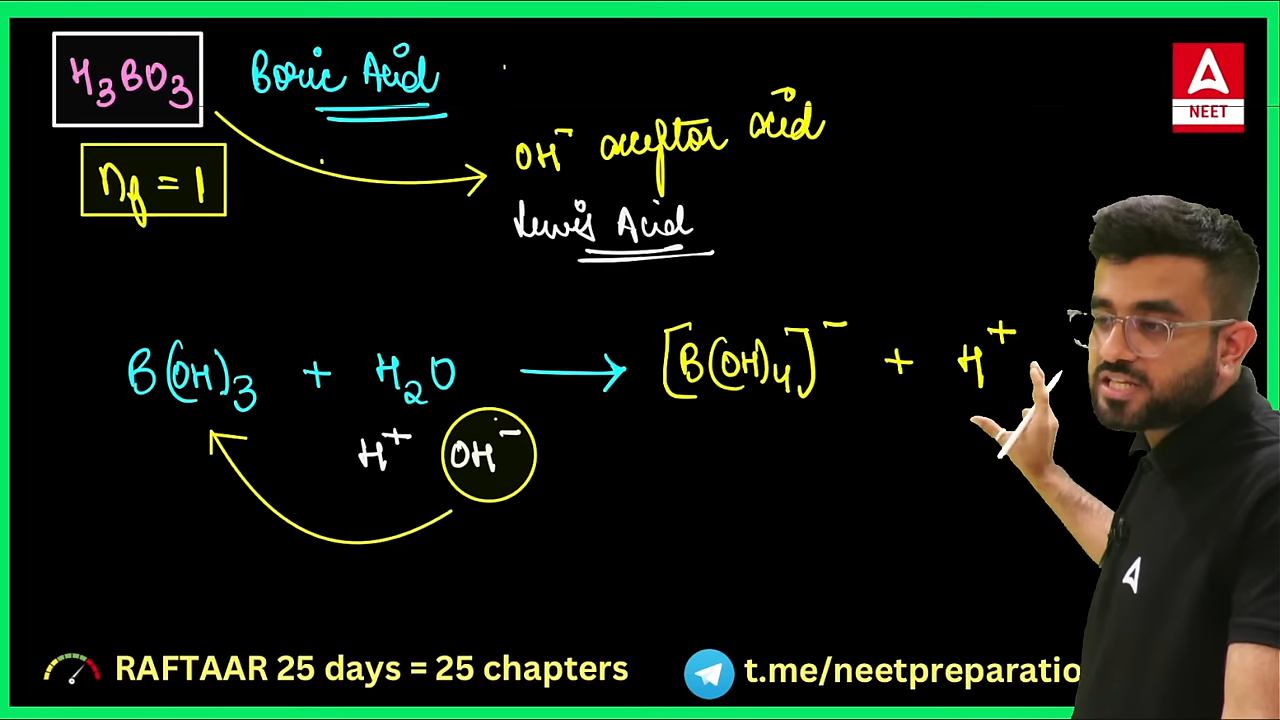 H₃BO₃ Boric Acid
n_f = 1
OH⁻ acceptor acid
Lewis Acid
B(OH)₃ + H₂O ⟶ [B(OH)₄]⁻ + H⁺
H⁺ OH⁻
NEET
RAFTAAR 25 days = 25 chapters
t.me/neetpreparatio